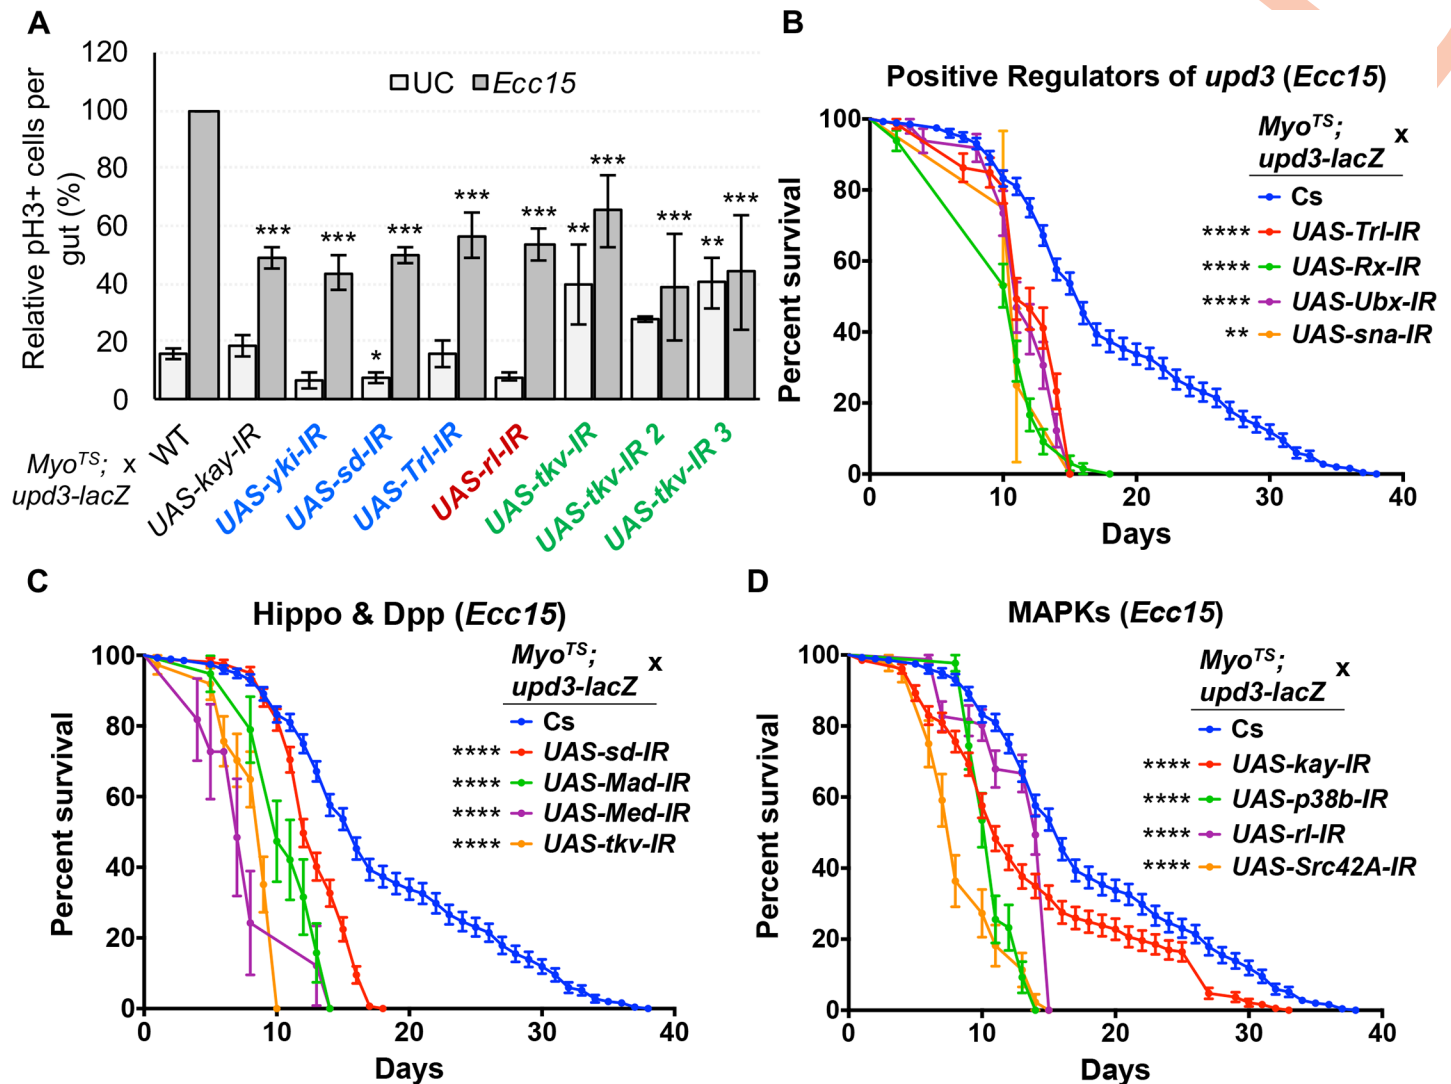 A
120
100
80
60
40
20
0
Relative pH3+ cells per
gut (%)
UC Ecc15
***
***
*
***
***
***
**
***
***
**
***
Myo^TS; x
upd3-lacZ
WT
UAS-kay-IR
UAS-yki-IR
UAS-sd-IR
UAS-Trl-IR
UAS-rl-IR
UAS-tkv-IR
UAS-tkv-IR 2
UAS-tkv-IR 3
B
Positive Regulators of upd3 (Ecc15)
Percent survival
100
80
60
40
20
0
0 10 20 30 40
Days
Myo^TS; x
upd3-lacZ
Cs
**** UAS-Trl-IR
**** UAS-Rx-IR
**** UAS-Ubx-IR
** UAS-sna-IR
C
Hippo & Dpp (Ecc15)
Percent survival
100
80
60
40
20
0
0 10 20 30 40
Days
Myo^TS; x
upd3-lacZ
Cs
**** UAS-sd-IR
**** UAS-Mad-IR
**** UAS-Med-IR
**** UAS-tkv-IR
D
MAPKs (Ecc15)
Percent survival
100
80
60
40
20
0
0 10 20 30 40
Days
Myo^TS; x
upd3-lacZ
Cs
**** UAS-kay-IR
**** UAS-p38b-IR
**** UAS-rl-IR
**** UAS-Src42A-IR